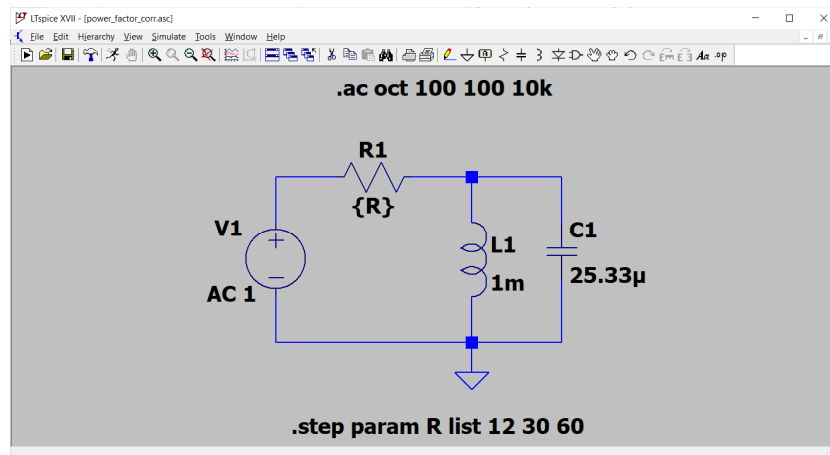 LTspice XVII - [power_factor_corr.asc]
File Edit Hierarchy View Simulate Tools Window Help
.ac oct 100 100 10k
R1
{R}
V1
AC 1
L1
1m
C1
25.33µ
.step param R list 12 30 60